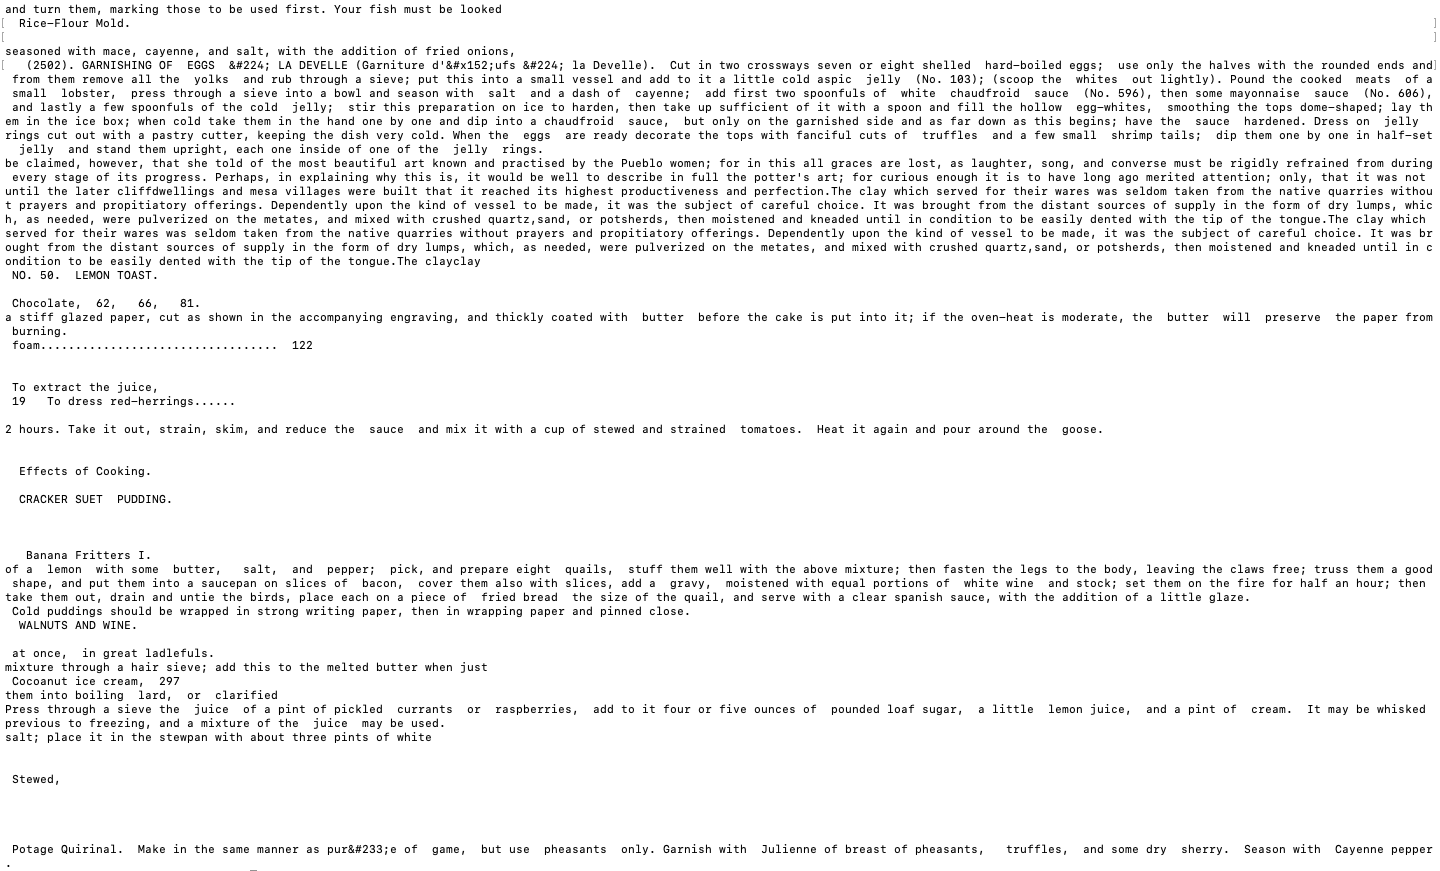 and turn them, marking those to be used first. Your fish must be looked
[  Rice-Flour Mold.                                                                                                                                                                                          ]
[                                                                                                                                                                                                            ]
seasoned with mace, cayenne, and salt, with the addition of fried onions,
[   (2502). GARNISHING OF  EGGS  &#224; LA DEVELLE (Garniture d'&#x152;ufs &#224; la Develle).  Cut in two crossways seven or eight shelled  hard-boiled eggs;  use only the halves with the rounded ends and]
 from them remove all the  yolks  and rub through a sieve; put this into a small vessel and add to it a little cold aspic  jelly  (No. 103); (scoop the  whites  out lightly). Pound the cooked  meats  of a
 small  lobster,  press through a sieve into a bowl and season with  salt  and a dash of  cayenne;  add first two spoonfuls of  white  chaudfroid  sauce  (No. 596), then some mayonnaise  sauce  (No. 606),
 and lastly a few spoonfuls of the cold  jelly;  stir this preparation on ice to harden, then take up sufficient of it with a spoon and fill the hollow  egg-whites,  smoothing the tops dome-shaped; lay th
em in the ice box; when cold take them in the hand one by one and dip into a chaudfroid  sauce,  but only on the garnished side and as far down as this begins; have the  sauce  hardened. Dress on  jelly
rings cut out with a pastry cutter, keeping the dish very cold. When the  eggs  are ready decorate the tops with fanciful cuts of  truffles  and a few small  shrimp tails;  dip them one by one in half-set
  jelly  and stand them upright, each one inside of one of the  jelly  rings.
be claimed, however, that she told of the most beautiful art known and practised by the Pueblo women; for in this all graces are lost, as laughter, song, and converse must be rigidly refrained from during
 every stage of its progress. Perhaps, in explaining why this is, it would be well to describe in full the potter's art; for curious enough it is to have long ago merited attention; only, that it was not
until the later cliffdwellings and mesa villages were built that it reached its highest productiveness and perfection.The clay which served for their wares was seldom taken from the native quarries withou
t prayers and propitiatory offerings. Dependently upon the kind of vessel to be made, it was the subject of careful choice. It was brought from the distant sources of supply in the form of dry lumps, whic
h, as needed, were pulverized on the metates, and mixed with crushed quartz,sand, or potsherds, then moistened and kneaded until in condition to be easily dented with the tip of the tongue.The clay which
served for their wares was seldom taken from the native quarries without prayers and propitiatory offerings. Dependently upon the kind of vessel to be made, it was the subject of careful choice. It was br
ought from the distant sources of supply in the form of dry lumps, which, as needed, were pulverized on the metates, and mixed with crushed quartz,sand, or potsherds, then moistened and kneaded until in c
ondition to be easily dented with the tip of the tongue.The clayclay
 NO. 50.  LEMON TOAST.
 Chocolate,  62,   66,   81.
a stiff glazed paper, cut as shown in the accompanying engraving, and thickly coated with  butter  before the cake is put into it; if the oven-heat is moderate, the  butter  will  preserve  the paper from
 burning.
 foam..................................  122
 To extract the juice,
 19   To dress red-herrings......
2 hours. Take it out, strain, skim, and reduce the  sauce  and mix it with a cup of stewed and strained  tomatoes.  Heat it again and pour around the  goose.
  Effects of Cooking.
  CRACKER SUET  PUDDING.
   Banana Fritters I.
of a  lemon  with some  butter,   salt,  and  pepper;  pick, and prepare eight  quails,  stuff them well with the above mixture; then fasten the legs to the body, leaving the claws free; truss them a good
 shape, and put them into a saucepan on slices of  bacon,  cover them also with slices, add a  gravy,  moistened with equal portions of  white wine  and stock; set them on the fire for half an hour; then
take them out, drain and untie the birds, place each on a piece of  fried bread  the size of the quail, and serve with a clear spanish sauce, with the addition of a little glaze.
 Cold puddings should be wrapped in strong writing paper, then in wrapping paper and pinned close.
  WALNUTS AND WINE.
 at once,  in great ladlefuls.
mixture through a hair sieve; add this to the melted butter when just
 Cocoanut ice cream,  297
them into boiling  lard,  or  clarified
Press through a sieve the  juice  of a pint of pickled  currants  or  raspberries,  add to it four or five ounces of  pounded loaf sugar,  a little  lemon juice,  and a pint of  cream.  It may be whisked
previous to freezing, and a mixture of the  juice  may be used.
salt; place it in the stewpan with about three pints of white
 Stewed,
 Potage Quirinal.  Make in the same manner as pur&#233;e of  game,  but use  pheasants  only. Garnish with  Julienne of breast of pheasants,   truffles,  and some dry  sherry.  Season with  Cayenne pepper
.                                  _